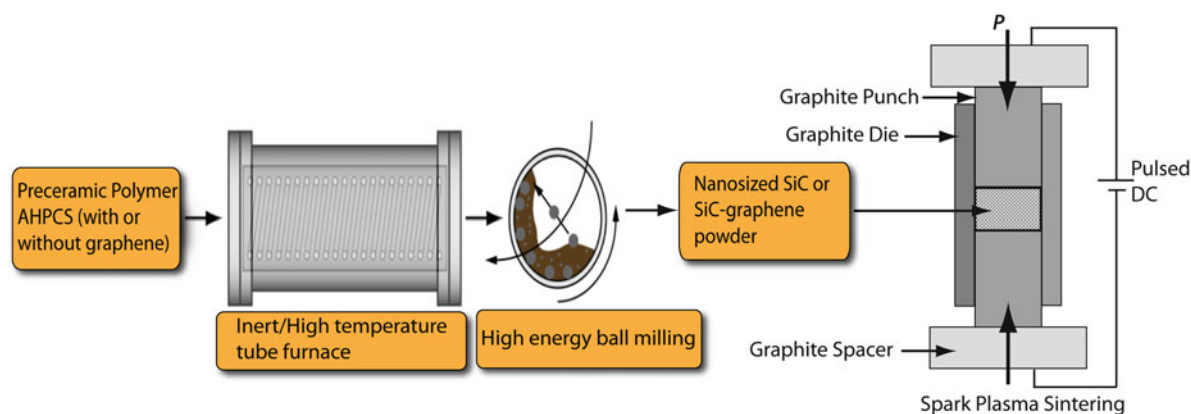 Preceramic Polymer
AHPCS (with or
without graphene)
Inert/High temperature
tube furnace
High energy ball milling
Nanosized SiC or
SiC-graphene
powder
P
Graphite Punch
Graphite Die
Pulsed
DC
Graphite Spacer
Spark Plasma Sintering